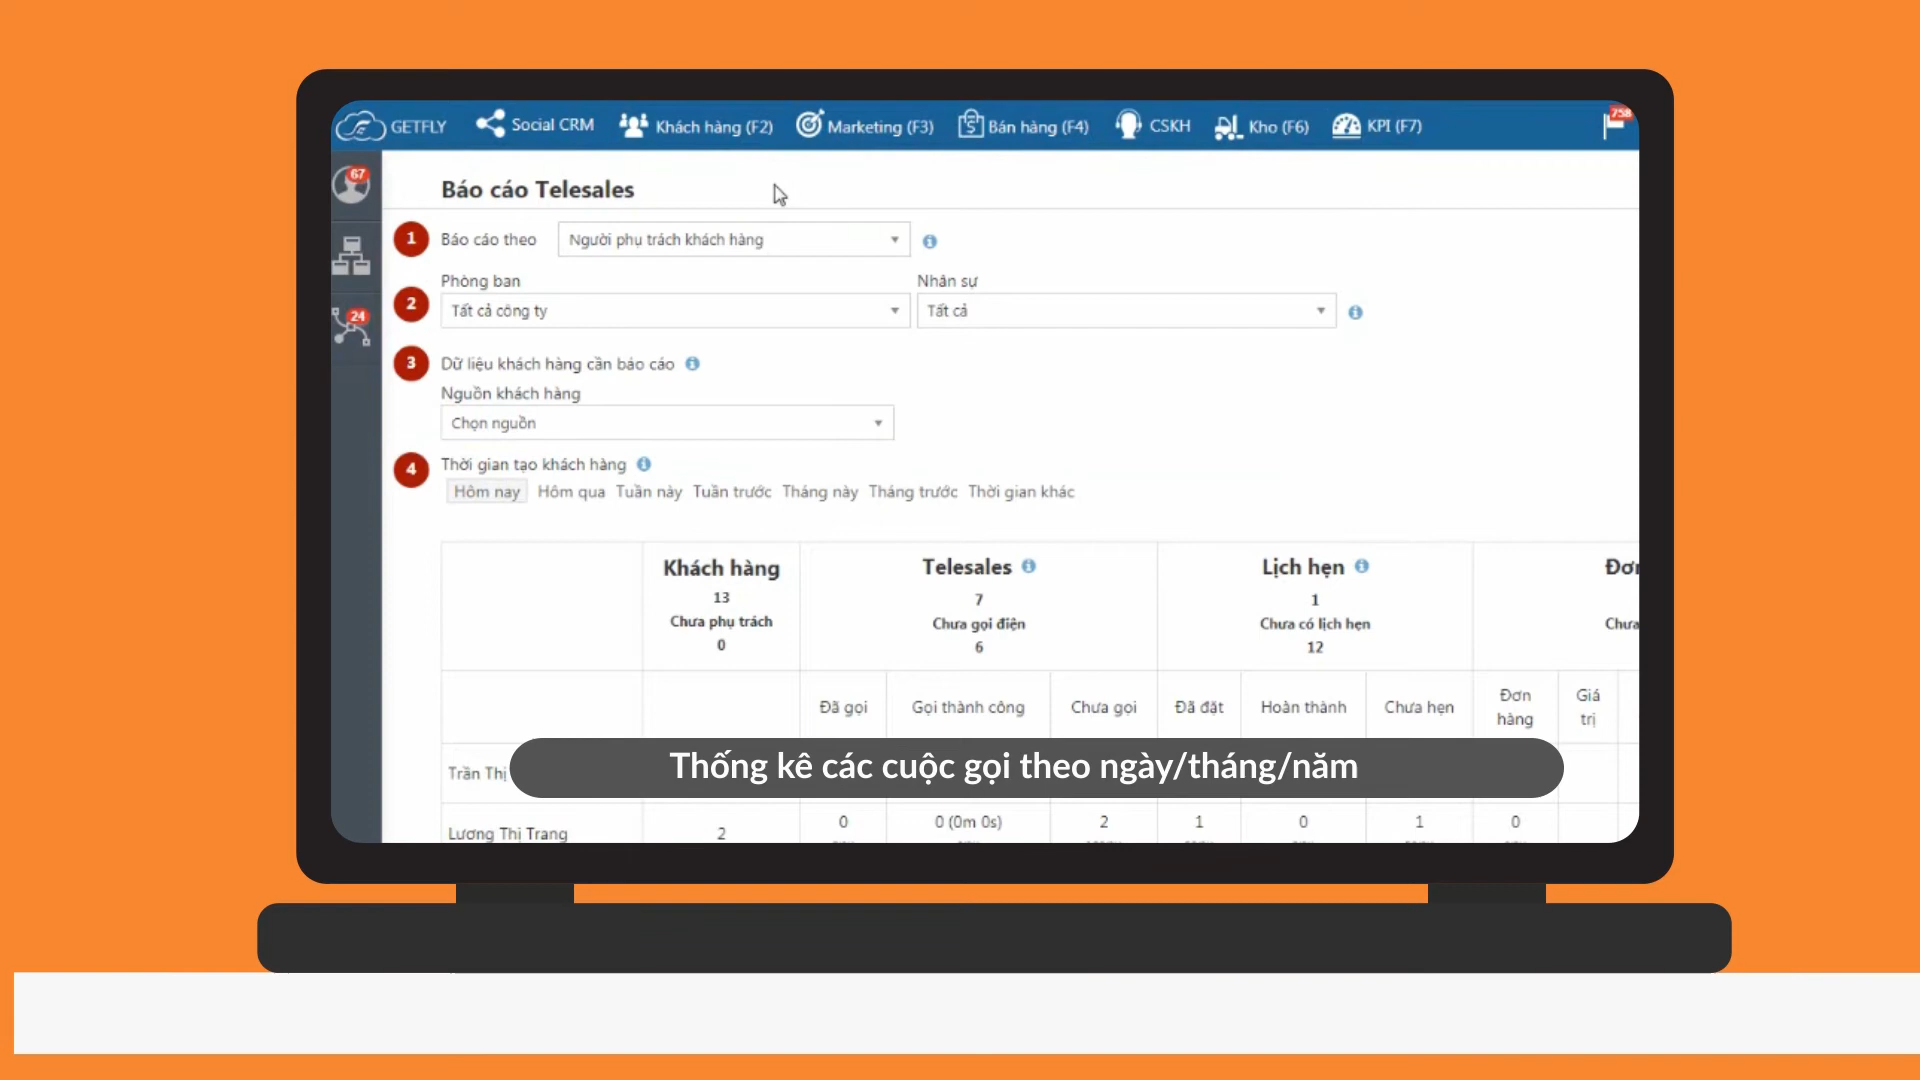 GETFLY Social CRM Khách hàng (F2) Marketing (F3) Bán hàng (F4) CSKH Kho (F6) KPI (F7) 758
67
24
Báo cáo Telesales
1 Báo cáo theo Người phụ trách khách hàng
Phòng ban Nhân sự
2 Tất cả công ty Tất cả
3 Dữ liệu khách hàng cần báo cáo
Nguồn khách hàng
Chọn nguồn
4 Thời gian tạo khách hàng
Hôm nay Hôm qua Tuần này Tuần trước Tháng này Tháng trước Thời gian khác
Khách hàng Telesales Lịch hẹn
13 7 1
Chưa phụ trách Chưa gọi điện Chưa có lịch hẹn Chưa
0 6 12
Đã gọi Gọi thành công Chưa gọi Đã đặt Hoàn thành Chưa hẹn Đơn hàng Giá trị
Trần Thị
Thống kê các cuộc gọi theo ngày/tháng/năm
Lương Thị Trang 2 0 0 (0m 0s) 2 1 0 1 0